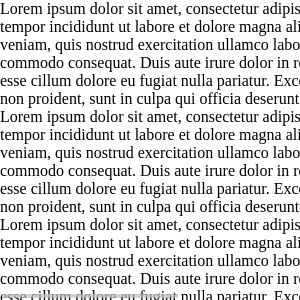 Lorem ipsum dolor sit amet, consectetur adipis
tempor incididunt ut labore et dolore magna ali
veniam, quis nostrud exercitation ullamco labo
commodo consequat. Duis aute irure dolor in r
esse cillum dolore eu fugiat nulla pariatur. Exc
non proident, sunt in culpa qui officia deserunt
Lorem ipsum dolor sit amet, consectetur adipis
tempor incididunt ut labore et dolore magna ali
veniam, quis nostrud exercitation ullamco labo
commodo consequat. Duis aute irure dolor in r
esse cillum dolore eu fugiat nulla pariatur. Exc
non proident, sunt in culpa qui officia deserunt
Lorem ipsum dolor sit amet, consectetur adipis
tempor incididunt ut labore et dolore magna ali
veniam, quis nostrud exercitation ullamco labo
commodo consequat. Duis aute irure dolor in r
esse cillum dolore eu fugiat nulla pariatur. Exc